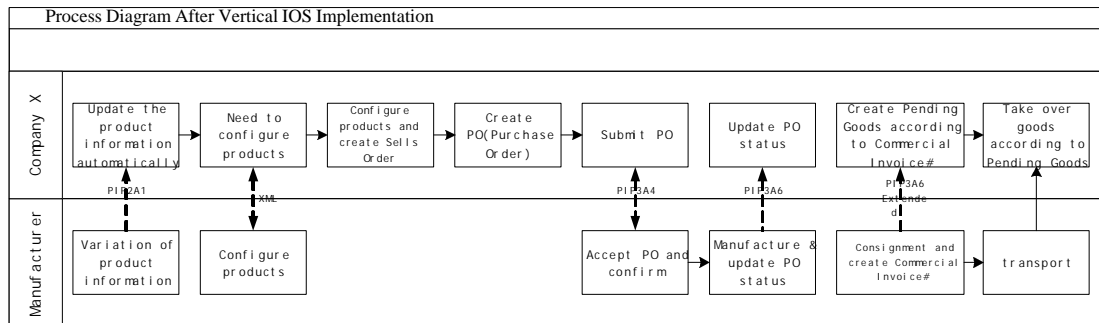 Process Diagram After Vertical IOS Implementation
Company X
Update the
product
information
automatically
Need to
configure
products
Configure
products and
create Sells
Order
Create
PO(Purchase
Order)
Submit PO
Update PO
status
Create Pending
Goods according
to Commercial
Invoice#
Take over
goods
according to
Pending Goods
PIP2A1
XML
PIP3A4
PIP3A6
PIP3A6
Extende
d
Manufacturer
Variation of
product
information
Configure
products
Accept PO and
confirm
Manufacture &
update PO
status
Consignment and
create Commercial
Invoice#
transport